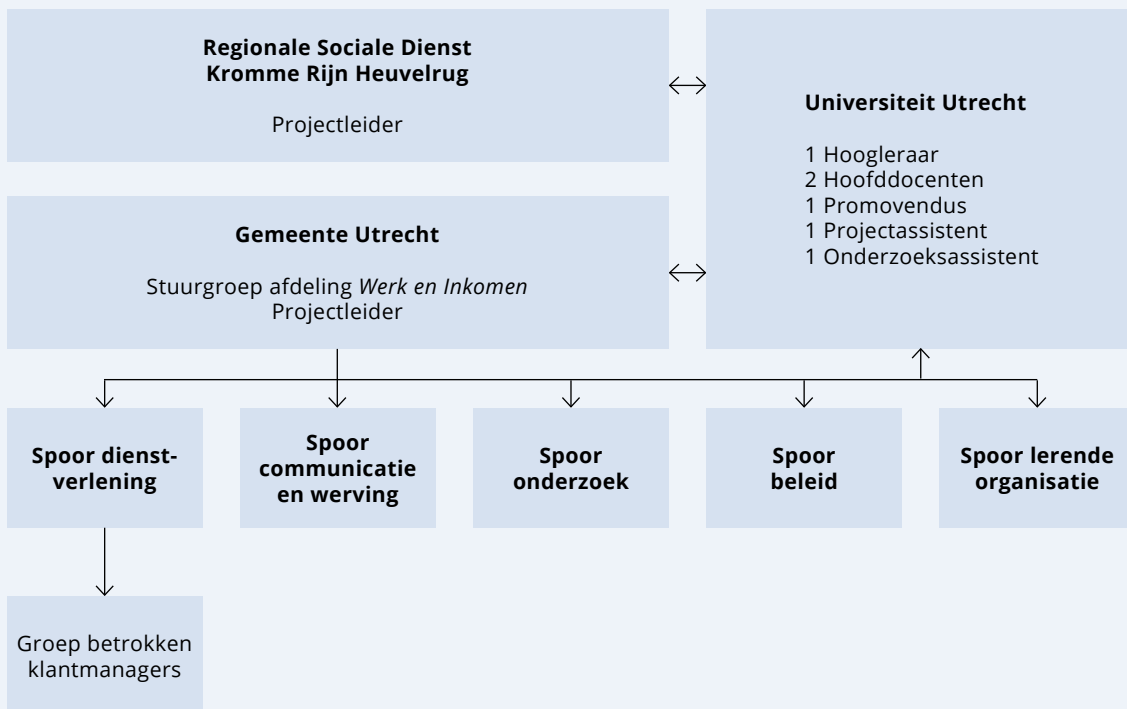 Regionale Sociale Dienst
Kromme Rijn Heuvelrug
Projectleider
Universiteit Utrecht
1 Hoogleraar
2 Hoofddocenten
1 Promovendus
1 Projectassistent
1 Onderzoeksassistent
Gemeente Utrecht
Stuurgroep afdeling Werk en Inkomen
Projectleider
Spoor dienst-
verlening
Spoor
communicatie
en werving
Spoor
onderzoek
Spoor
beleid
Spoor lerende
organisatie
Groep betrokken
klantmanagers